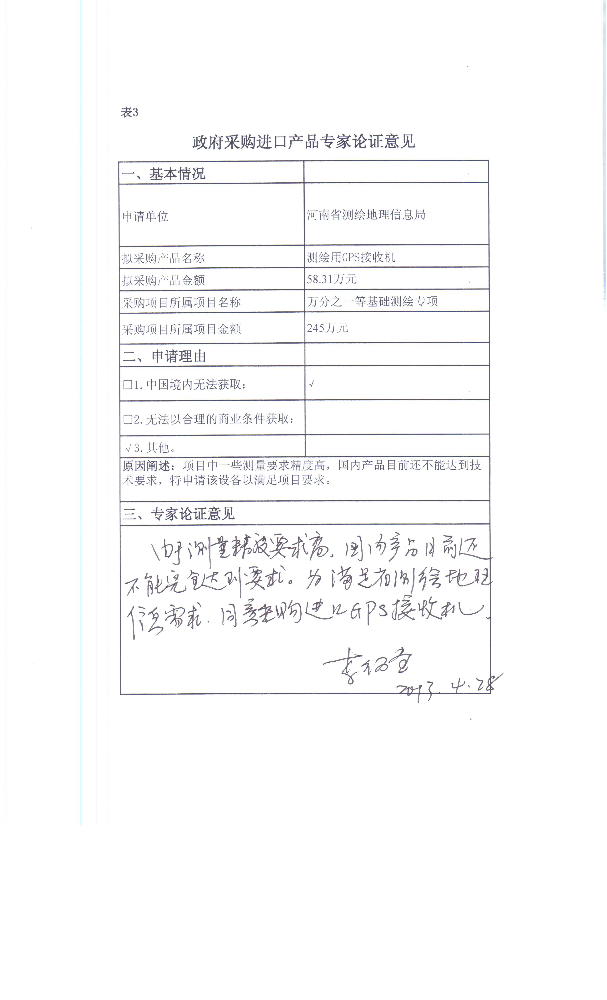 表3
政府采购进口产品专家论证意见
一、基本情况
申请单位 河南省测绘地理信息局
拟采购产品名称 测绘用GPS接收机
拟采购产品金额 58.31万元
采购项目所属项目名称 万分之一等基础测绘专项
采购项目所属项目金额 245万元
二、申请理由
□1.中国境内无法获取： √
□2.无法以合理的商业条件获取：
√3.其他。
原因阐述：项目中一些测量要求精度高，国内产品目前还不能达到技
术要求，特申请该设备以满足项目要求。
三、专家论证意见
由于测量精度要求高，国内产品目前还
不能完全达到要求。为满足省测绘地理
信息需求，同意采购进口GPS接收机。
李
2013.4.28